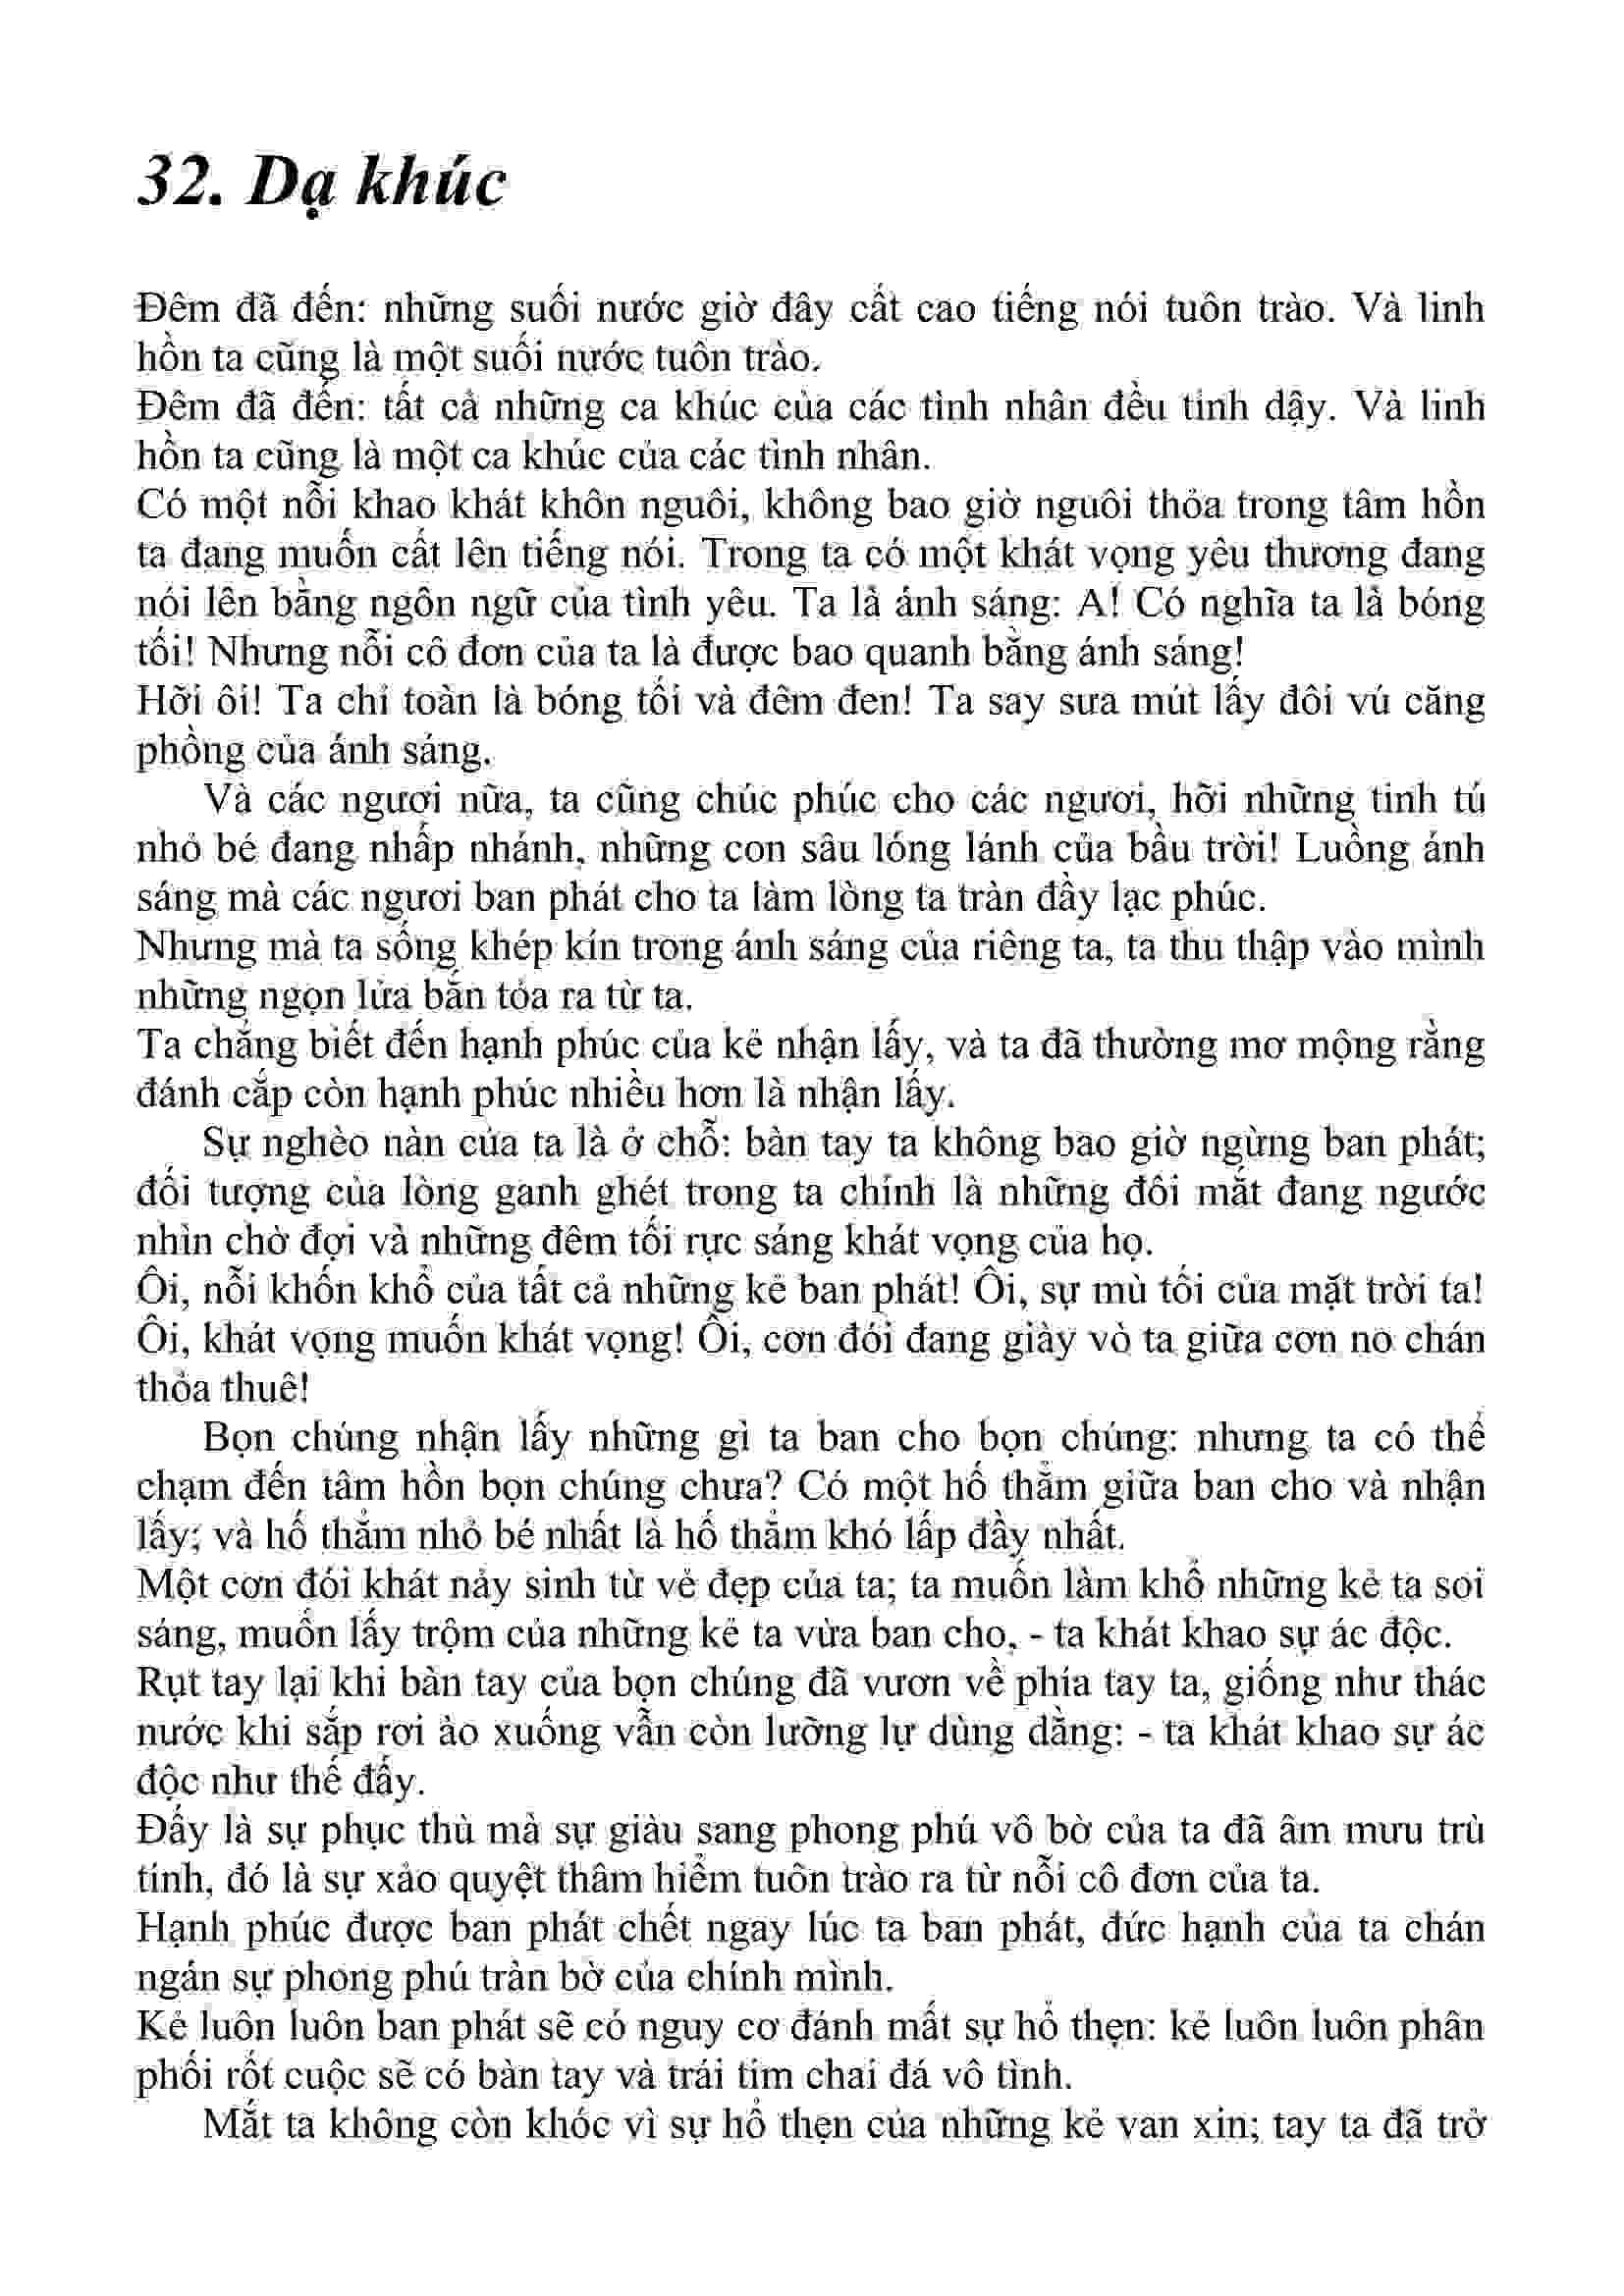 32. Dạ khúc
Đêm đã đến: những suối nước giờ đây cất cao tiếng nói tuôn trào. Và linh
hồn ta cũng là một suối nước tuôn trào.
Đêm đã đến: tất cả những ca khúc của các tình nhân đều tỉnh dậy. Và linh
hồn ta cũng là một ca khúc của các tình nhân.
Có một nỗi khao khát khôn nguôi, không bao giờ nguôi thỏa trong tâm hồn
ta đang muốn cất lên tiếng nói. Trong ta có một khát vọng yêu thương đang
nói lên bằng ngôn ngữ của tình yêu. Ta là ánh sáng: A! Có nghĩa ta là bóng
tối! Nhưng nỗi cô đơn của ta là được bao quanh bằng ánh sáng!
Hỡi ôi! Ta chỉ toàn là bóng tối và đêm đen! Ta say sưa mút lấy đôi vú căng
phồng của ánh sáng.
Và các ngươi nữa, ta cũng chúc phúc cho các ngươi, hỡi những tinh tú
nhỏ bé đang nhấp nhánh, những con sâu lóng lánh của bầu trời! Luồng ánh
sáng mà các ngươi ban phát cho ta làm lòng ta tràn đầy lạc phúc.
Nhưng mà ta sống khép kín trong ánh sáng của riêng ta, ta thu thập vào mình
những ngọn lửa bắn tỏa ra từ ta.
Ta chẳng biết đến hạnh phúc của kẻ nhận lấy, và ta đã thường mơ mộng rằng
đánh cắp còn hạnh phúc nhiều hơn là nhận lấy.
Sự nghèo nàn của ta là ở chỗ: bàn tay ta không bao giờ ngừng ban phát;
đối tượng của lòng ganh ghét trong ta chính là những đôi mắt đang ngước
nhìn chờ đợi và những đêm tối rực sáng khát vọng của họ.
Ôi, nỗi khốn khổ của tất cả những kẻ ban phát! Ôi, sự mù tối của mặt trời ta!
Ôi, khát vọng muốn khát vọng! Ôi, cơn đói đang giày vò ta giữa cơn no chán
thỏa thuê!
Bọn chúng nhận lấy những gì ta ban cho bọn chúng: nhưng ta có thể
chạm đến tâm hồn bọn chúng chưa? Có một hố thẳm giữa ban cho và nhận
lấy; và hố thẳm nhỏ bé nhất là hố thẳm khó lấp đầy nhất.
Một cơn đói khát nảy sinh từ vẻ đẹp của ta; ta muốn làm khổ những kẻ ta soi
sáng, muốn lấy trộm của những kẻ ta vừa ban cho, - ta khát khao sự ác độc.
Rụt tay lại khi bàn tay của bọn chúng đã vươn về phía tay ta, giống như thác
nước khi sắp rơi ào xuống vẫn còn lưỡng lự dùng dằng: - ta khát khao sự ác
độc như thế đấy.
Đấy là sự phục thù mà sự giàu sang phong phú vô bờ của ta đã âm mưu trù
tính, đó là sự xảo quyệt thâm hiểm tuôn trào ra từ nỗi cô đơn của ta.
Hạnh phúc được ban phát chết ngay lúc ta ban phát, đức hạnh của ta chán
ngán sự phong phú tràn bờ của chính mình.
Kẻ luôn luôn ban phát sẽ có nguy cơ đánh mất sự hổ thẹn: kẻ luôn luôn phân
phối rốt cuộc sẽ có bàn tay và trái tim chai đá vô tình.
Mắt ta không còn khóc vì sự hổ thẹn của những kẻ van xin; tay ta đã trở